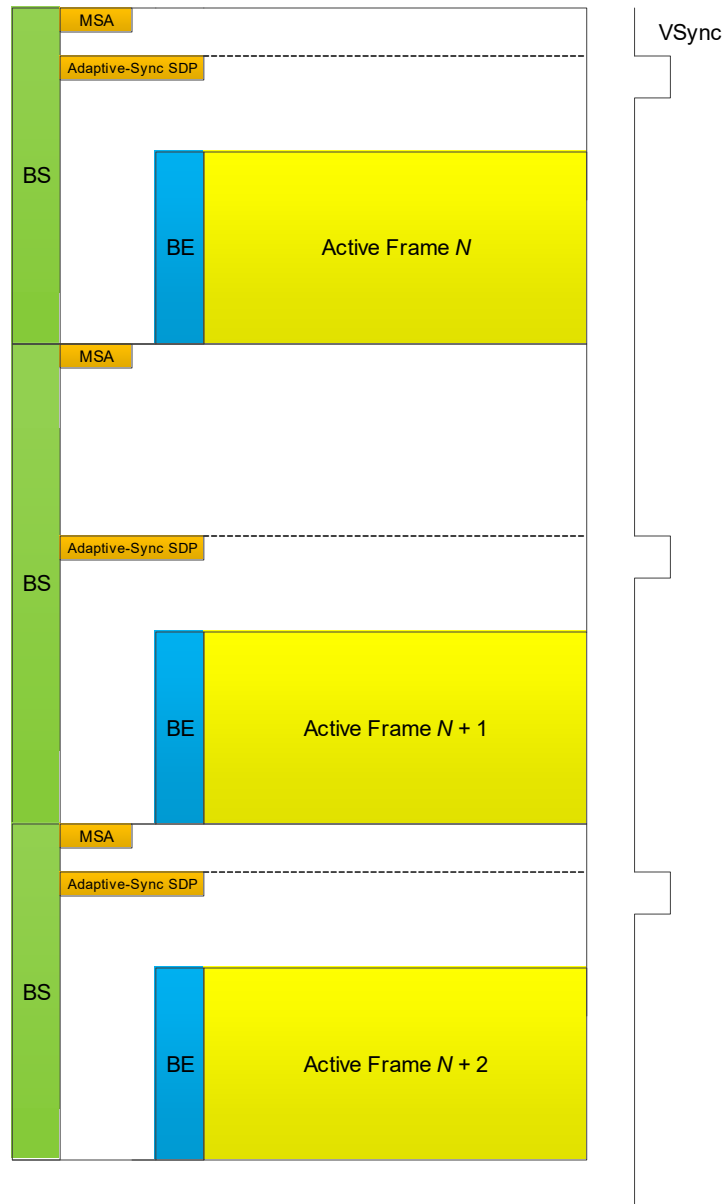 MSA
VSync
Adaptive-Sync SDP
BS
BE
Active Frame N
MSA
Adaptive-Sync SDP
BS
BE
Active Frame N + 1
MSA
Adaptive-Sync SDP
BS
BE
Active Frame N + 2